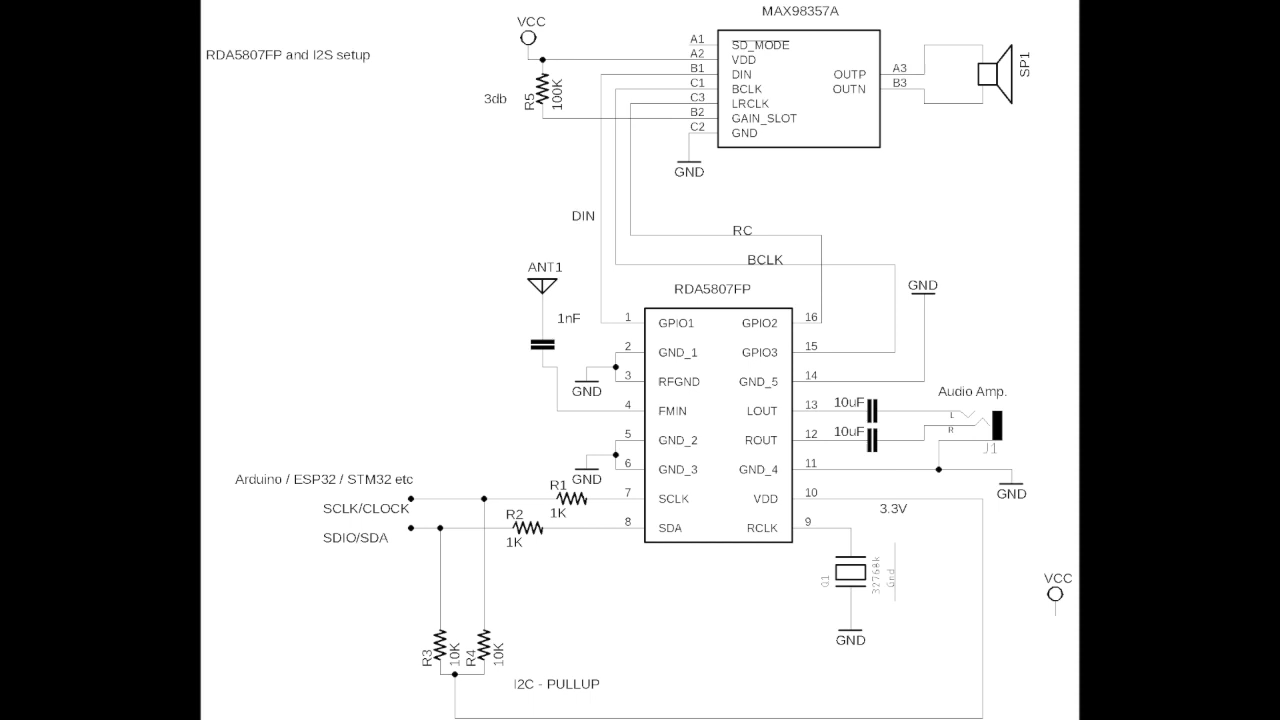 MAX98357A
VCC
RDA5807FP and I2S setup
A1
SD_MODE
A2
VDD
B1
DIN
OUTP
A3
C1
BCLK
OUTN
B3
C3
LRCLK
B2
GAIN_SLOT
C2
GND
SP1
3db
R5
100K
GND
DIN
RC
BCLK
ANT1
RDA5807FP
GND
1nF
1
GPIO1
GPIO2
16
2
GND_1
GPIO3
15
3
RFGND
GND_5
14
GND
4
FMIN
LOUT
13
10uF
Audio Amp.
L
R
J1
5
GND_2
ROUT
12
10uF
6
GND_3
GND_4
11
GND
GND
Arduino / ESP32 / STM32 etc
SCLK/CLOCK
R1
1K
7
SCLK
VDD
10
3.3V
SDIO/SDA
R2
1K
8
SDA
RCLK
9
Q1
32768k
Gnd
GND
VCC
R3
10K
R4
10K
I2C - PULLUP